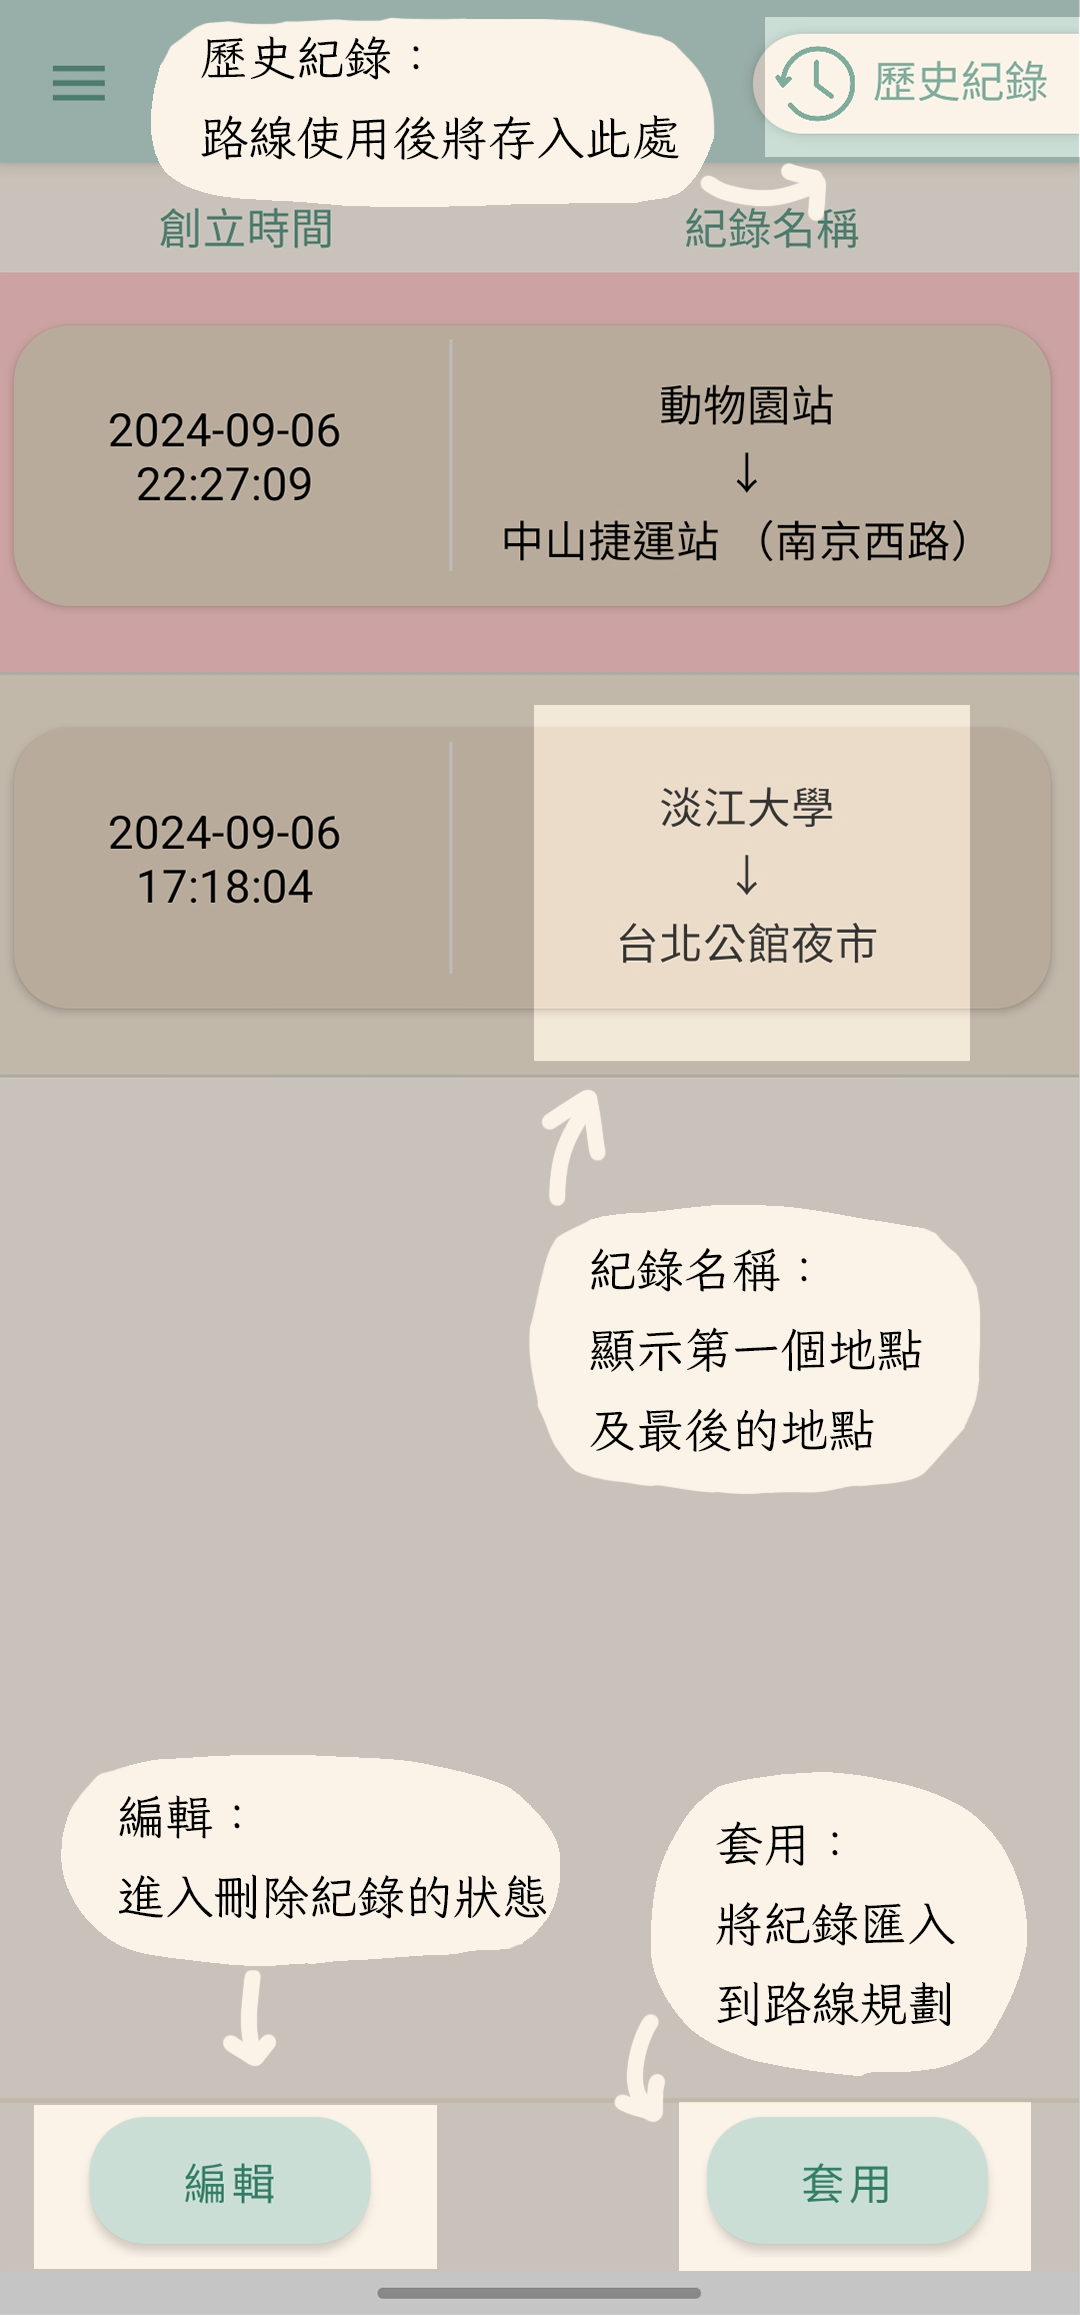 歷史紀錄：
路線使用後將存入此處
歷史紀錄
創立時間
紀錄名稱
2024-09-06
22:27:09
動物園站
↓
中山捷運站 （南京西路）
2024-09-06
17:18:04
淡江大學
↓
台北公館夜市
紀錄名稱：
顯示第一個地點
及最後的地點
編輯：
進入刪除紀錄的狀態
套用：
將紀錄匯入
到路線規劃
編輯
套用